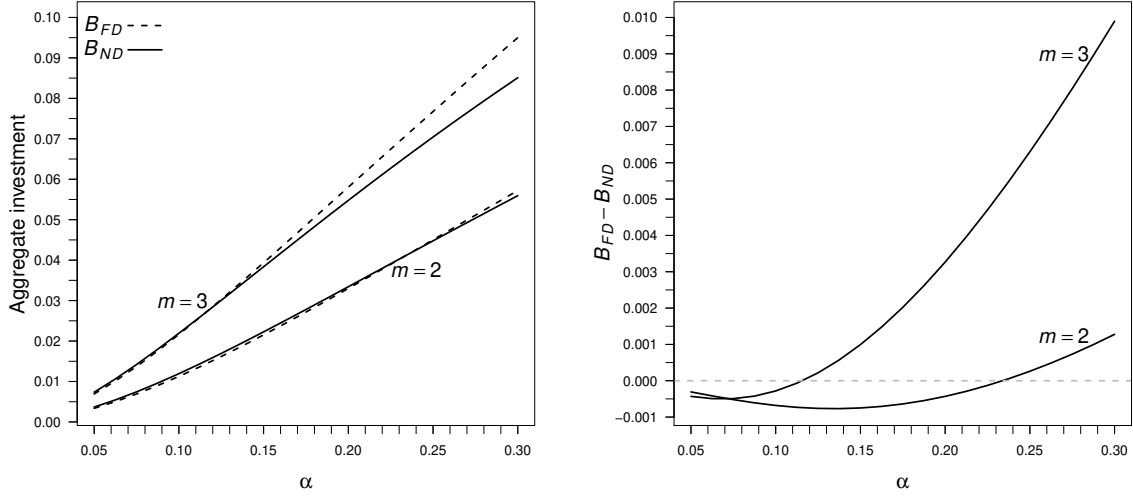 Aggregate investment
0.10
0.09
0.08
0.07
0.06
0.05
0.04
0.03
0.02
0.01
0.00
B_FD
B_ND
m = 3
m = 2
0.05 0.10 0.15 0.20 0.25 0.30
α
B_FD − B_ND
0.010
0.009
0.008
0.007
0.006
0.005
0.004
0.003
0.002
0.001
0.000
−0.001
m = 3
m = 2
0.05 0.10 0.15 0.20 0.25 0.30
α